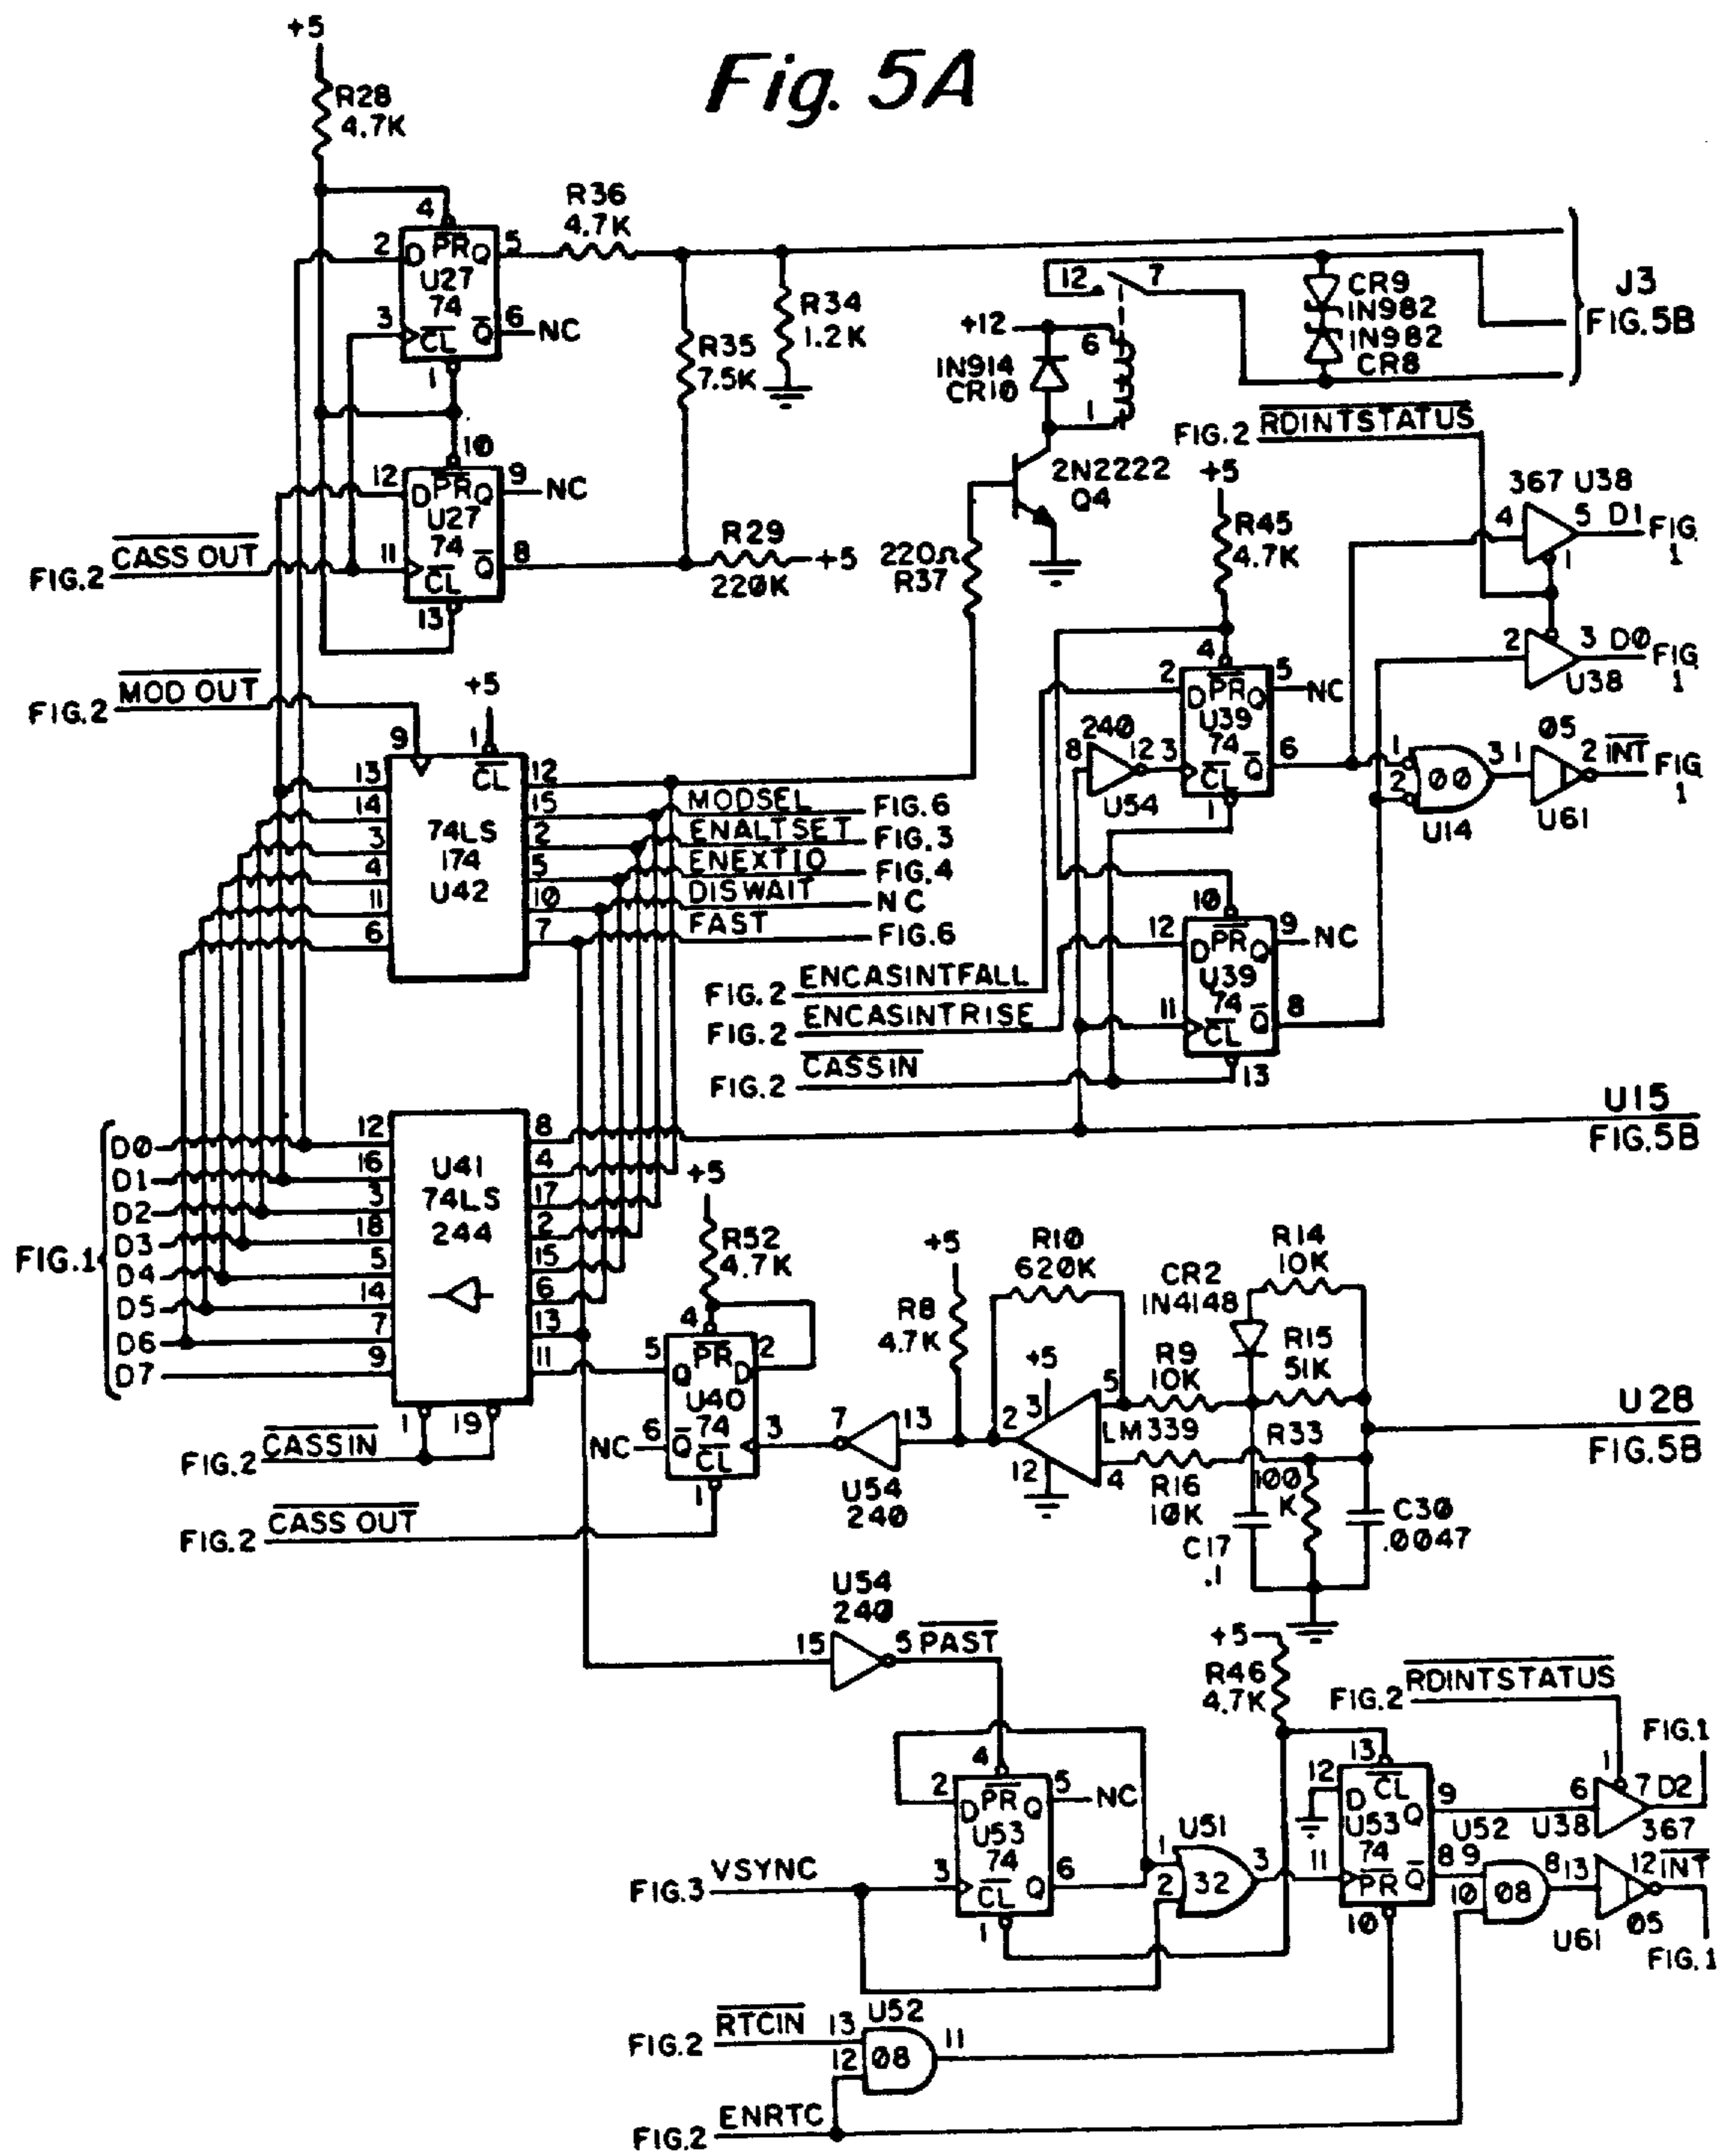 Fig. 5A
+5
R28
4.7K
R36
4.7K
4
2
D PR Q
5
U27
74
3
CL Q
6
NC
1
R35
7.5K
R34
1.2K
12
7
+12
6
1N914
CR10
1
CR9
1N982
1N982
CR8
J3
FIG.5B
10
12
D PR Q
9
NC
U27
74
CASS OUT
FIG.2
11
CL Q
8
13
R29
220K
+5
220Ω
R37
2N2222
Q4
FIG.2 RDINTSTATUS
+5
R45
4.7K
367 U38
4
5 D1
FIG.
1
1
2
3 D0
FIG.
1
U38
MOD OUT
FIG.2
+5
9
1
CL
13
14
3
4
11
6
74LS
174
U42
12
15
2
5
10
7
MODSEL
FIG.6
ENALTSET
FIG.3
ENEXTIO
FIG.4
DISWAIT
NC
FAST
FIG.6
4
2
D PR Q
5
NC
U39
74
240
8
12
3
U54
CL Q
6
1
1
2
00
3
U14
1
05
2
INT
FIG.
1
U61
10
12
D PR Q
9
NC
U39
74
11
CL Q
8
13
FIG.2 ENCASINTFALL
FIG.2 ENCASINTRISE
FIG.2 CASSIN
U15
FIG.5B
FIG.1
D0
D1
D2
D3
D4
D5
D6
D7
12
16
3
18
5
14
7
9
U41
74LS
244
8
4
17
2
15
6
13
11
1
19
FIG.2 CASSIN
+5
R52
4.7K
4
5
Q PR D
2
U40
74
NC
6
Q CL
3
1
FIG.2 CASS OUT
7
13
U54
240
+5
R8
4.7K
R10
620K
+5
3
2
12
5
4
LM339
R9
10K
R16
10K
CR2
1N4148
R14
10K
R15
51K
R33
100
K
C17
.1
C30
.0047
U28
FIG.5B
U54
240
15
5
PAST
+5
R46
4.7K
FIG.2 RDINTSTATUS
4
2
D PR Q
5
NC
U53
74
FIG.3 VSYNC
3
CL Q
6
1
U51
1
2
32
3
13
12
D CL Q
9
U53
74
11
PR Q
8
10
U52
9
10
08
8
6
U38
1
7 D2
367
FIG.1
13
12
INT
U61
05
FIG.1
FIG.2 RTCIN
13
12
U52
08
11
FIG.2 ENRTC